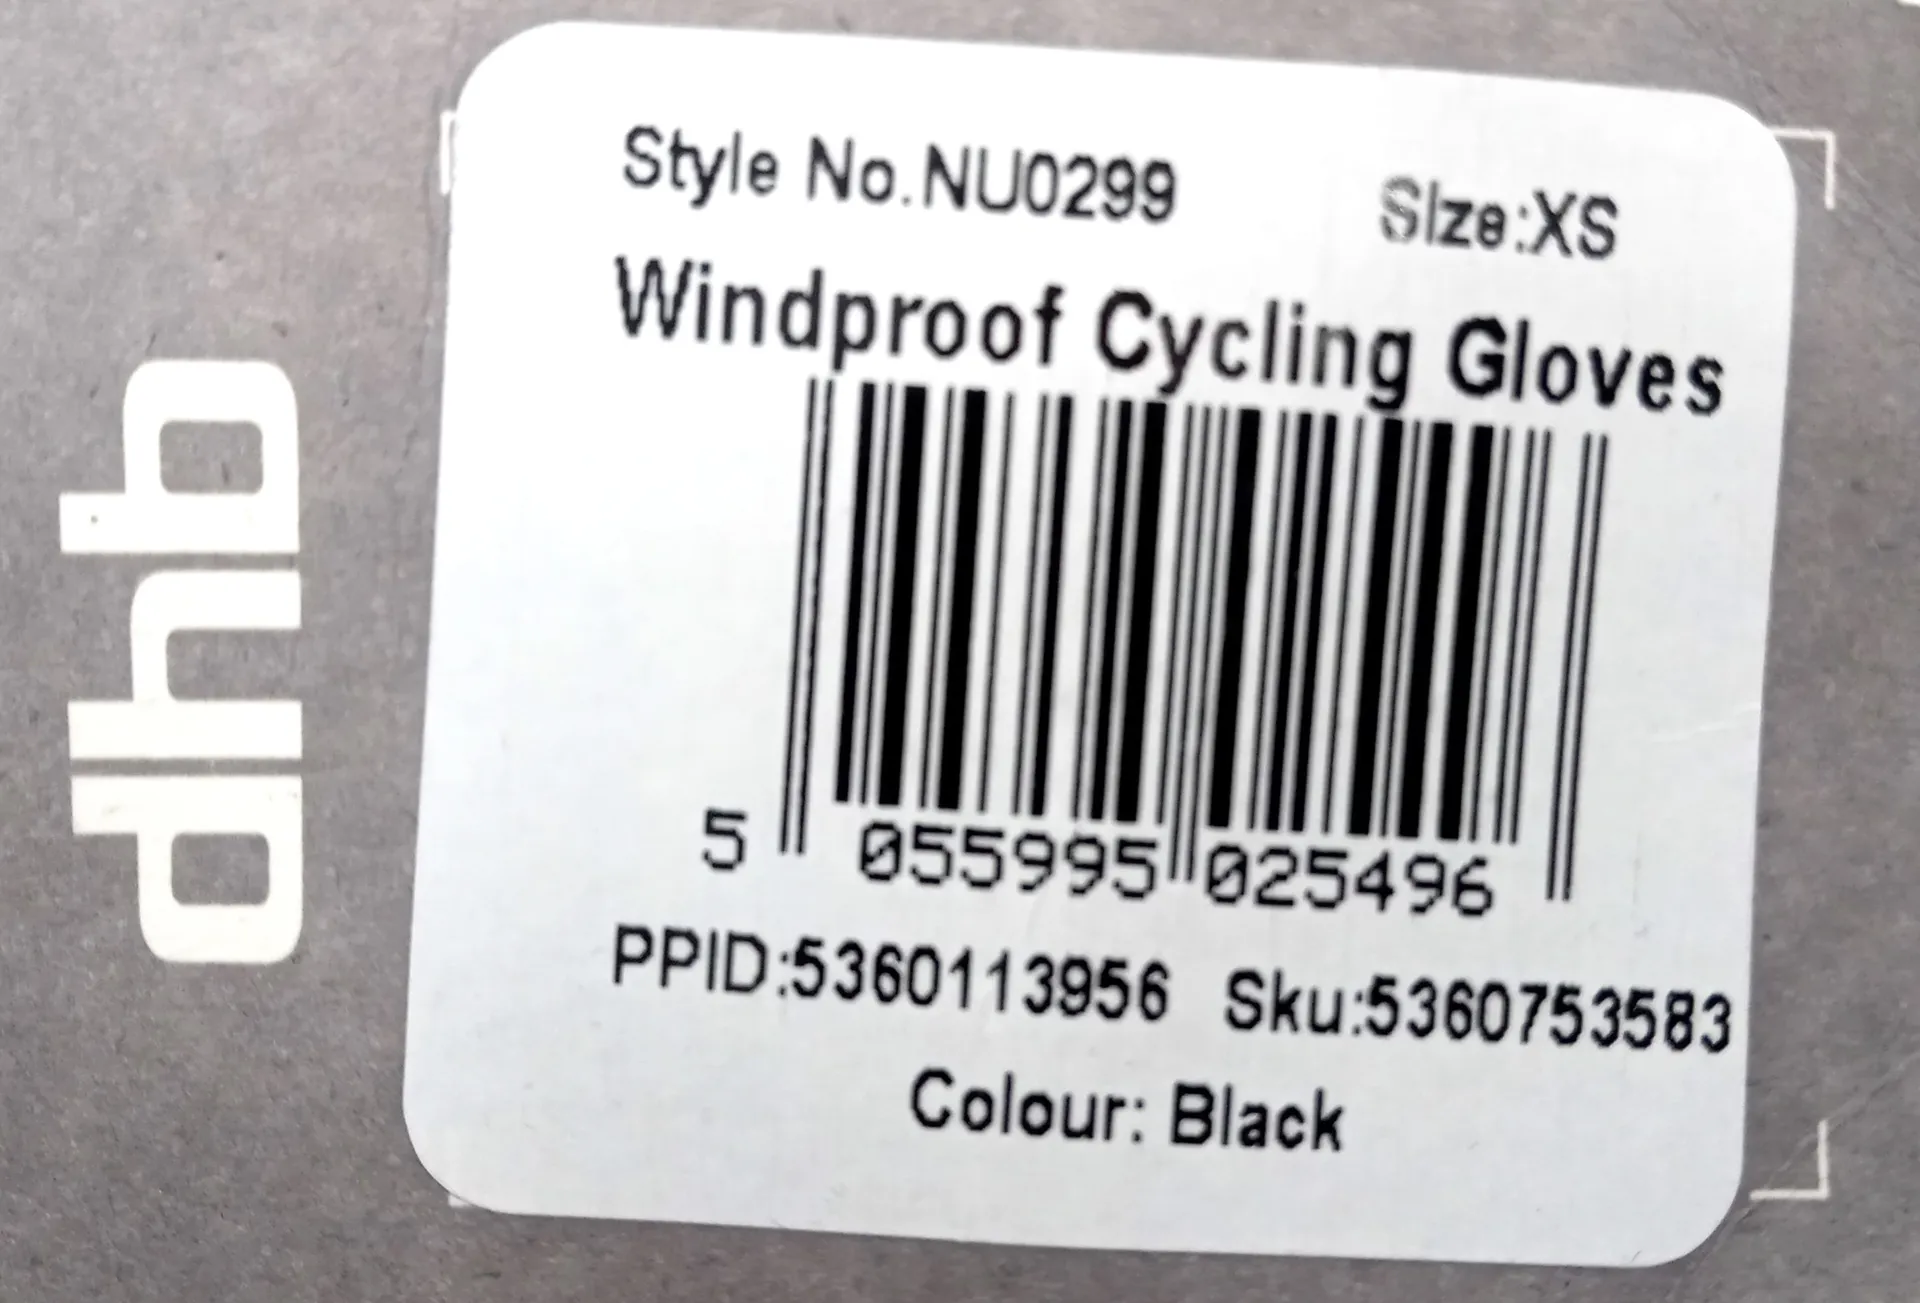 dhb
Style No.NU0299 Size:XS
Windproof Cycling Gloves
5 055995 025496
PPID:5360113956 Sku:5360753583
Colour: Black